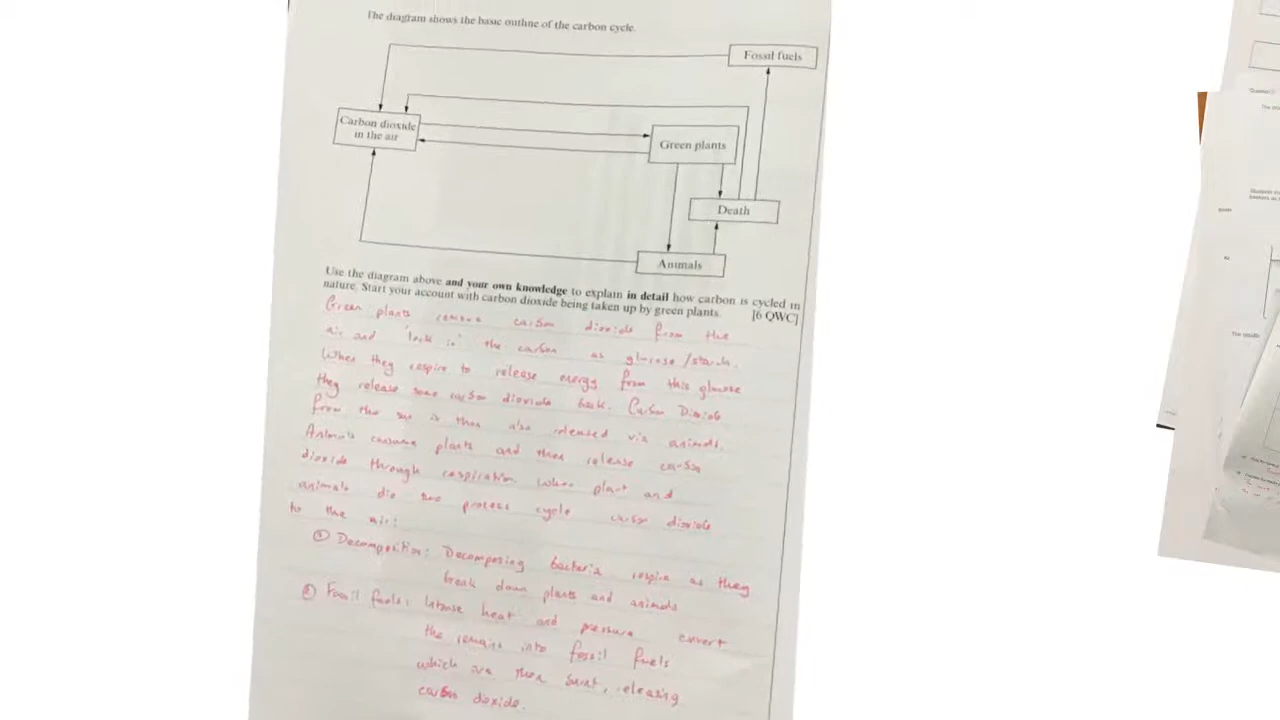 The diagram shows the basic outline of the carbon cycle.
Fossil fuels
Carbon dioxide
in the air
Green plants
Death
Animals
Use the diagram above and your own knowledge to explain in detail how carbon is cycled in
nature. Start your account with carbon dioxide being taken up by green plants.
[6 QWC]
Green plants remove carbon dioxide from the
air and 'lock in' the carbon as glucose/starch.
When they respire to release energy from this glucose
they release some carbon dioxide back. Carbon Dioxide
from the is then also released via animals.
Animals consume plants and then release carbon
dioxide through respiration when plant and
animals die two process cycle carbon dioxide
to the air:
① Decomposition: Decomposing bacteria respire as they
break down plants and animals
② Fossil fuels: Intense heat and pressure convert
the remains into fossil fuels
which are then burnt, releasing
carbon dioxide.